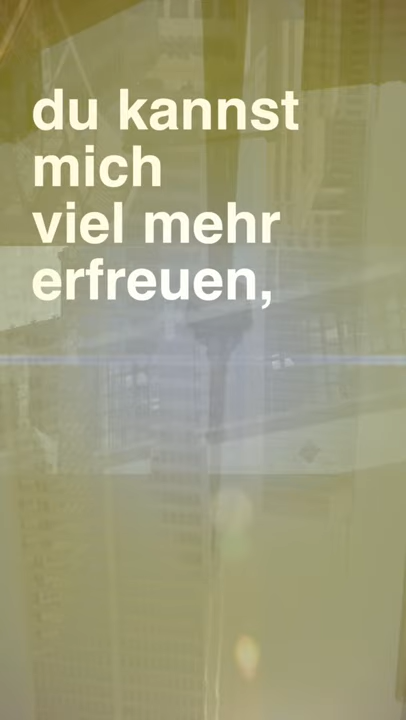 du kannst
mich
viel mehr
erfreuen,